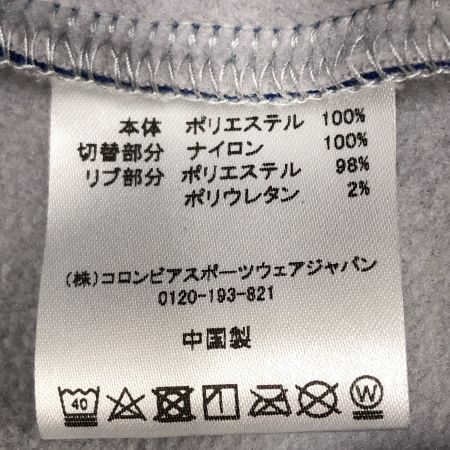 本体 ポリエステル 100%
切替部分 ナイロン 100%
リブ部分 ポリエステル 98%
ポリウレタン 2%
(株)コロンビアスポーツウェアジャパン
0120-193-821
中国製
40 W